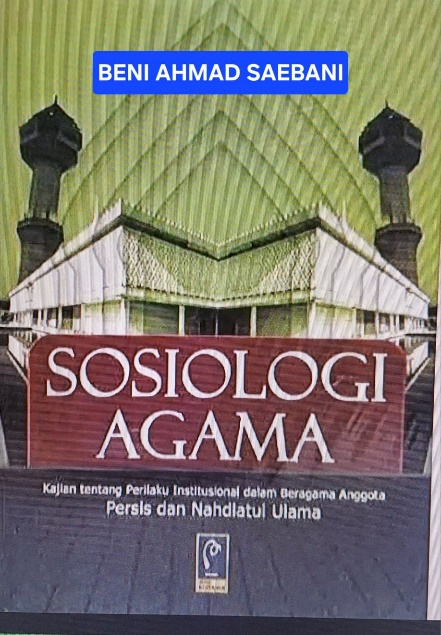 BENI AHMAD SAEBANI
SOSIOLOGI
AGAMA
Kajian tentang Perilaku Institusional dalam Beragama Anggota
Persis dan Nahdlatul Ulama